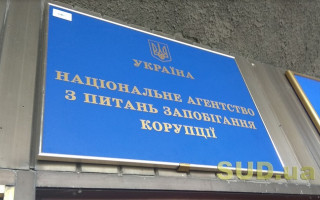 УКРАЇНА
НАЦІОНАЛЬНЕ АГЕНТСТВО
З ПИТАНЬ ЗАПОБІГАННЯ
КОРУПЦІЇ
SUD.ua